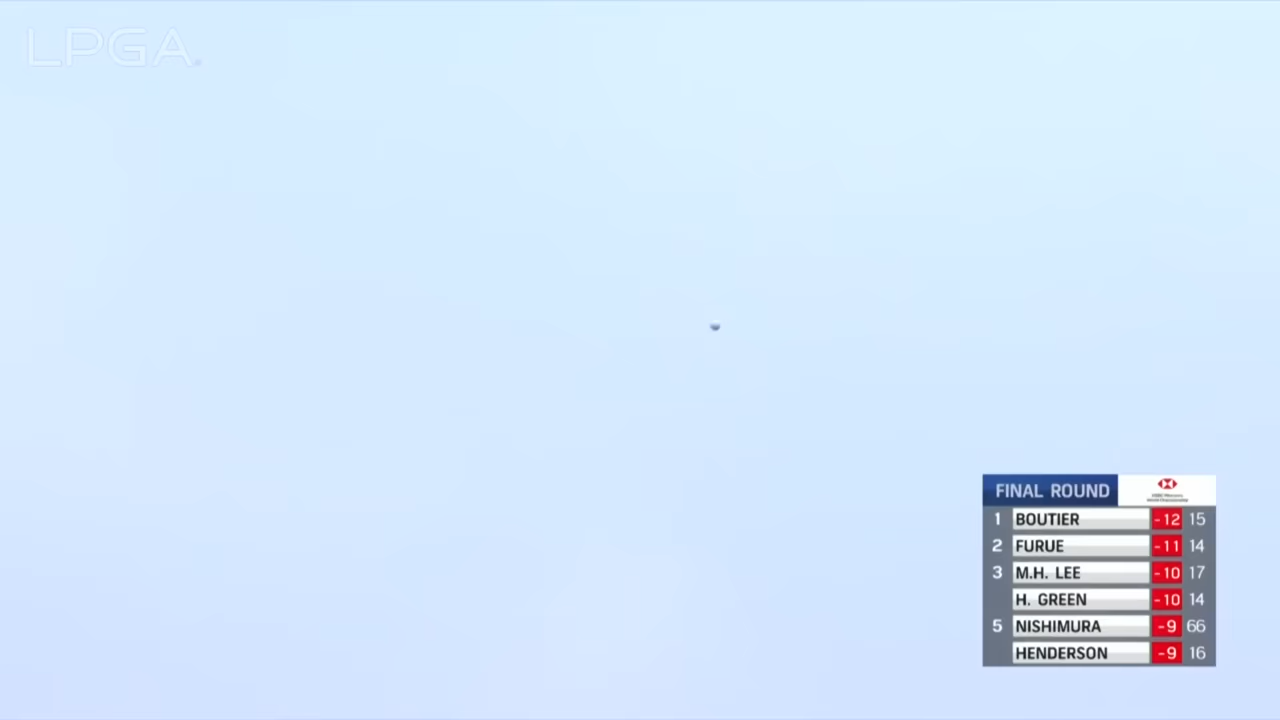 LPGA
FINAL ROUND
1 BOUTIER -12 15
2 FURUE -11 14
3 M.H. LEE -10 17
H. GREEN -10 14
5 NISHIMURA -9 66
HENDERSON -9 16